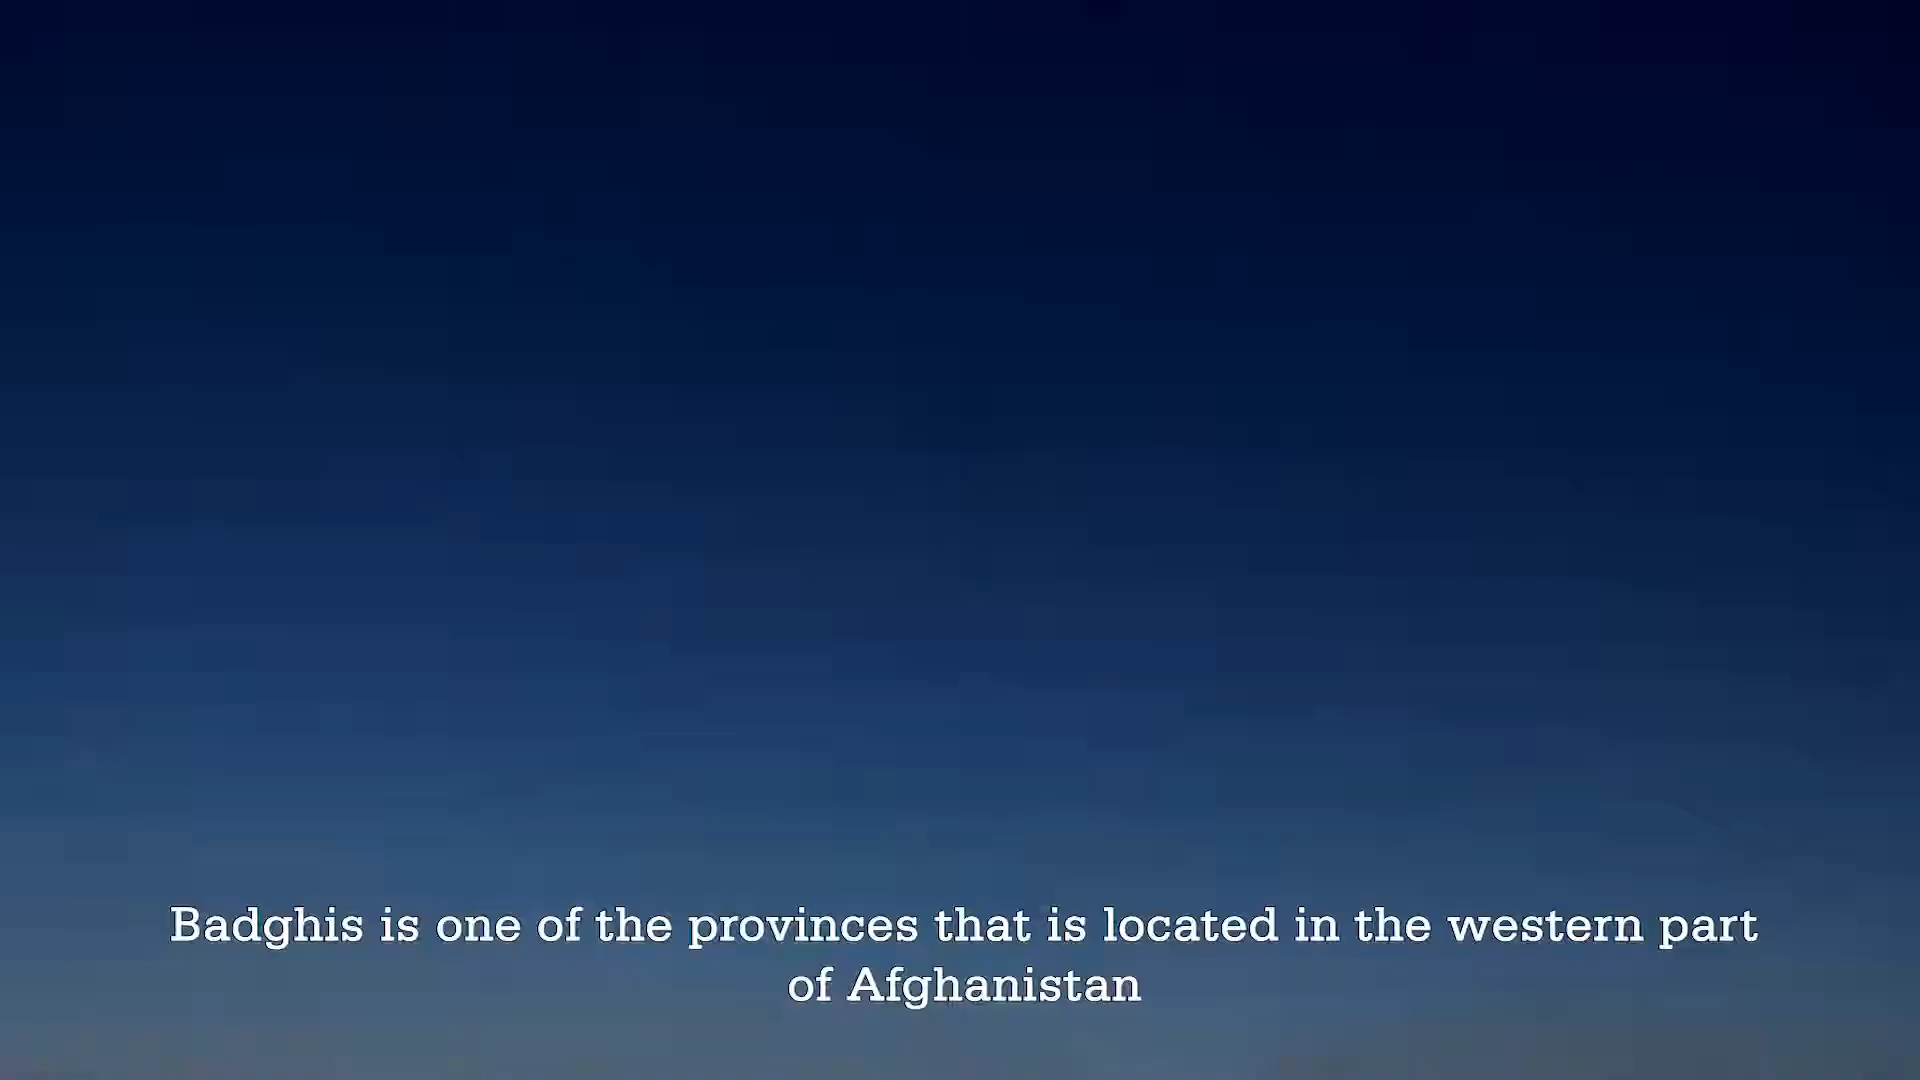 Badghis is one of the provinces that is located in the western part
of Afghanistan